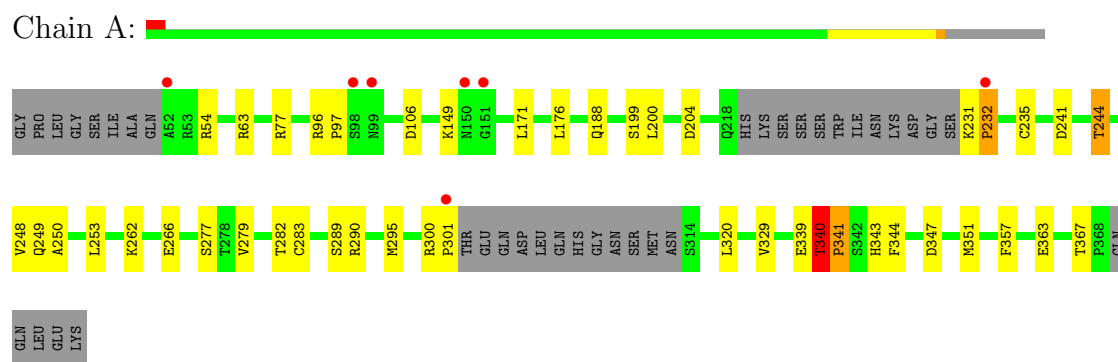 Chain A:
GLY PRO LEU GLY SER ILE ALA GLN A52 R53 R54 R63 R77 R96 P97 S98 N99 D106 K149 N150 G151 L171 L176 Q188 S199 L200 D204 Q218 HIS LYS SER SER SER TRP ILE ASN LYS ASP GLY SER K231 P232 C235 D241 T244
V248 Q249 A250 L253 K262 E266 S277 T278 V279 T282 C283 S289 R290 M295 R300 P301 THR GLU GLN ASP LEU GLN HIS GLY ASN SER MET ASN S314 L320 V329 E339 T340 P341 S342 H343 F344 D347 M351 F357 E363 T367 P368 GLN
GLN LEU GLU LYS